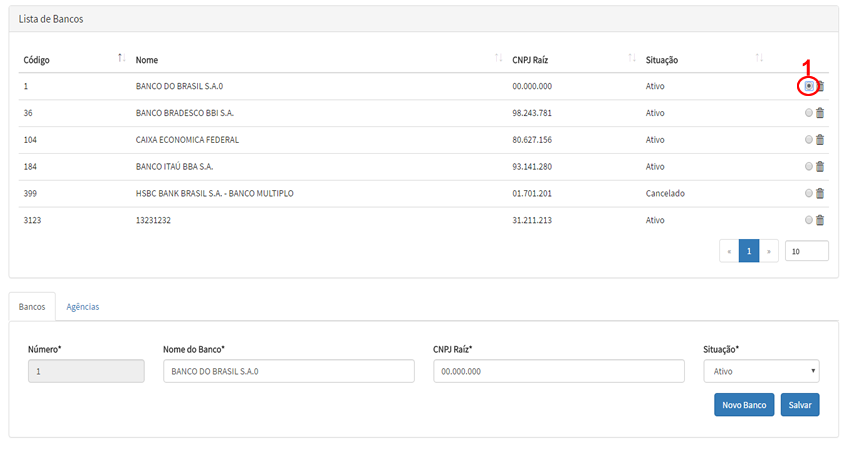 Lista de Bancos
Código Nome CNPJ Raíz Situação
1
1 BANCO DO BRASIL S.A.0 00.000.000 Ativo
36 BANCO BRADESCO BBI S.A. 98.243.781 Ativo
104 CAIXA ECONOMICA FEDERAL 80.627.156 Ativo
184 BANCO ITAÚ BBA S.A. 93.141.280 Ativo
399 HSBC BANK BRASIL S.A. - BANCO MULTIPLO 01.701.201 Cancelado
3123 13231232 31.211.213 Ativo
« 1 » 10
Bancos Agências
Número* Nome do Banco* CNPJ Raíz* Situação*
1 BANCO DO BRASIL S.A.0 00.000.000 Ativo
Novo Banco Salvar